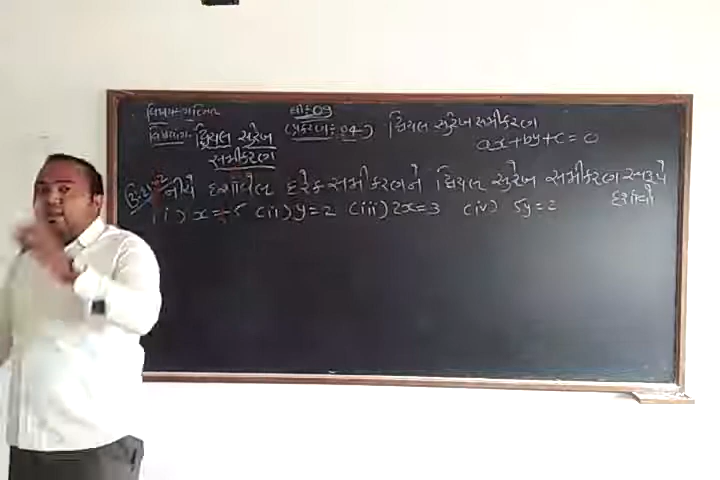 વિષય:-ગણિત
ધો:-09
વિષયાંગ:- દ્વિચલ સુરેખ
(પ્રકરણ:-04-) દ્વિચલ સુરેખ સમીકરણ
સમીકરણ
ax+by+c=0
નીચે દર્શાવેલ દરેક સમીકરણને દ્વિચલ સુરેખ સમીકરણ સ્વરૂપે
(i) x=-5 (ii) y=2 (iii) 2x=3 (iv) 5y=2 દર્શાવો